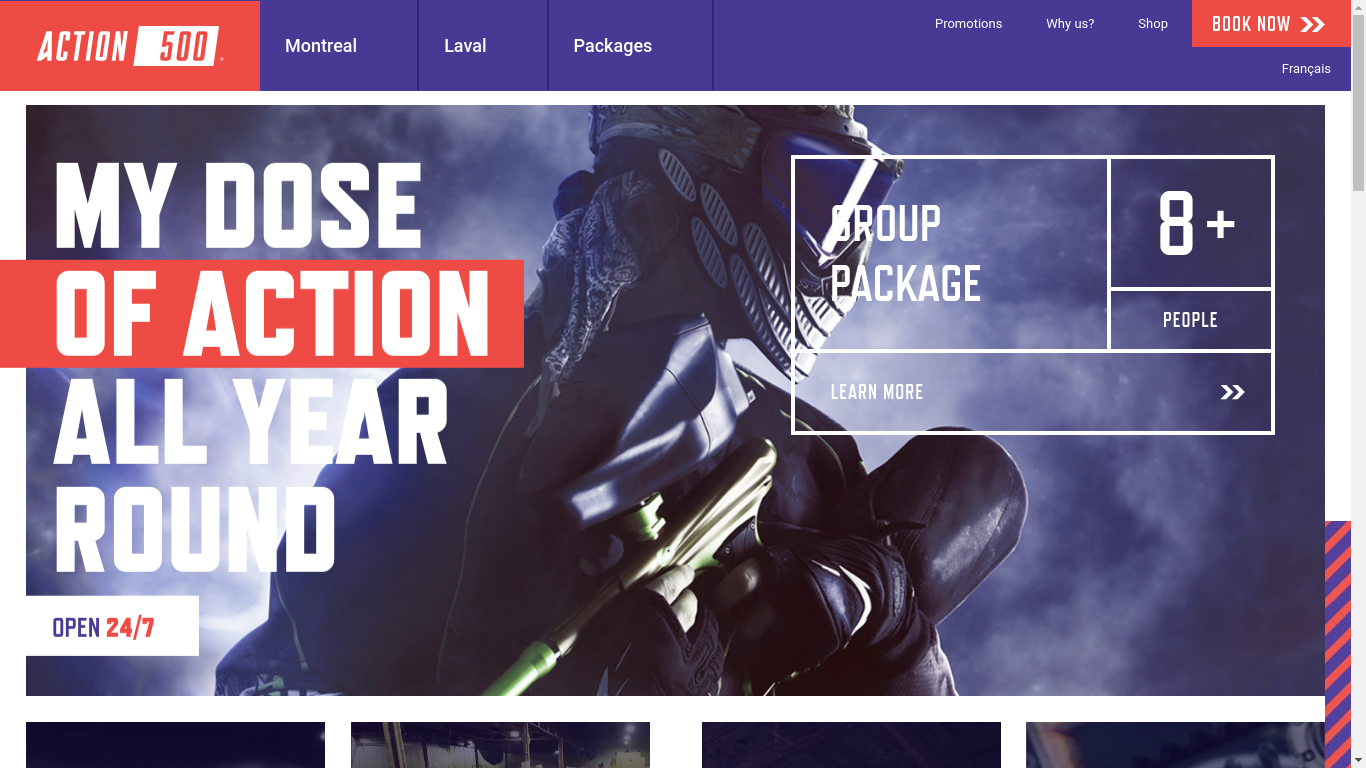 ACTION 500
Montreal
Laval
Packages
Promotions
Why us?
Shop
BOOK NOW
Français
MY DOSE
OF ACTION
ALL YEAR
ROUND
OPEN 24/7
GROUP
PACKAGE
8+
PEOPLE
LEARN MORE